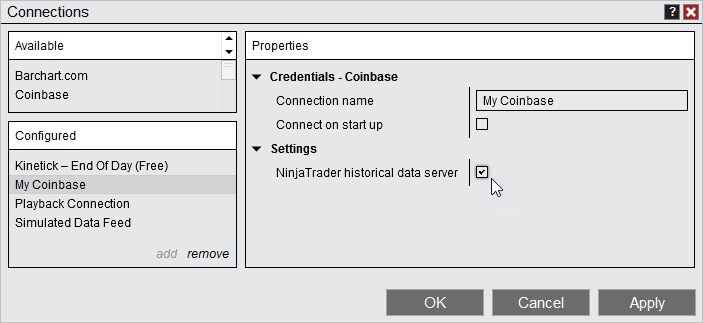 Connections
?
Available
Barchart.com
Coinbase
Configured
Kinetick – End Of Day (Free)
My Coinbase
Playback Connection
Simulated Data Feed
add remove
Properties
Credentials - Coinbase
Connection name My Coinbase
Connect on start up
Settings
NinjaTrader historical data server
OK Cancel Apply